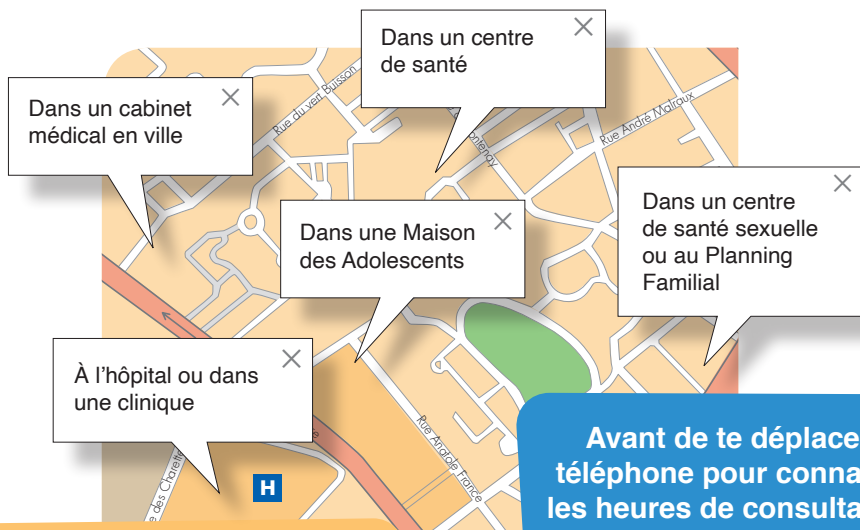 Dans un centre
de santé
Dans un cabinet
médical en ville
Rue du vert Buisson
Rue André Malraux
Dans un centre
de santé sexuelle
ou au Planning
Familial
Dans une Maison
des Adolescents
À l'hôpital ou dans
une clinique
Rue Anatole France
des Charette
H
Avant de te déplace
téléphone pour conna
les heures de consulta